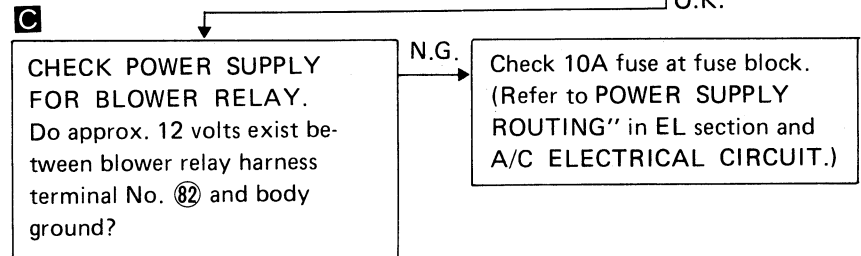 O.K.
C
CHECK POWER SUPPLY
FOR BLOWER RELAY.
Do approx. 12 volts exist be-
tween blower relay harness
terminal No. 82 and body
ground?
N.G.
Check 10A fuse at fuse block.
(Refer to POWER SUPPLY
ROUTING" in EL section and
A/C ELECTRICAL CIRCUIT.)